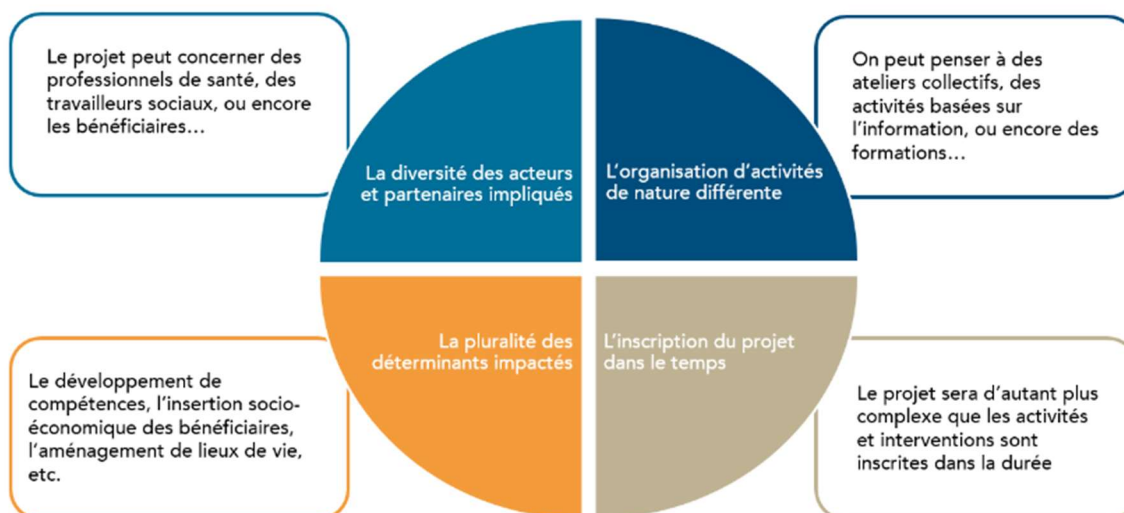 Le projet peut concerner des
professionnels de santé, des
travailleurs sociaux, ou encore
les bénéficiaires…
La diversité des acteurs
et partenaires impliqués
L'organisation d'activités
de nature différente
On peut penser à des
ateliers collectifs, des
activités basées sur
l'information, ou encore des
formations…
Le développement de
compétences, l'insertion socio-
économique des bénéficiaires,
l'aménagement de lieux de vie,
etc.
La pluralité des
déterminants impactés
L'inscription du projet
dans le temps
Le projet sera d'autant plus
complexe que les activités
et interventions sont
inscrites dans la durée